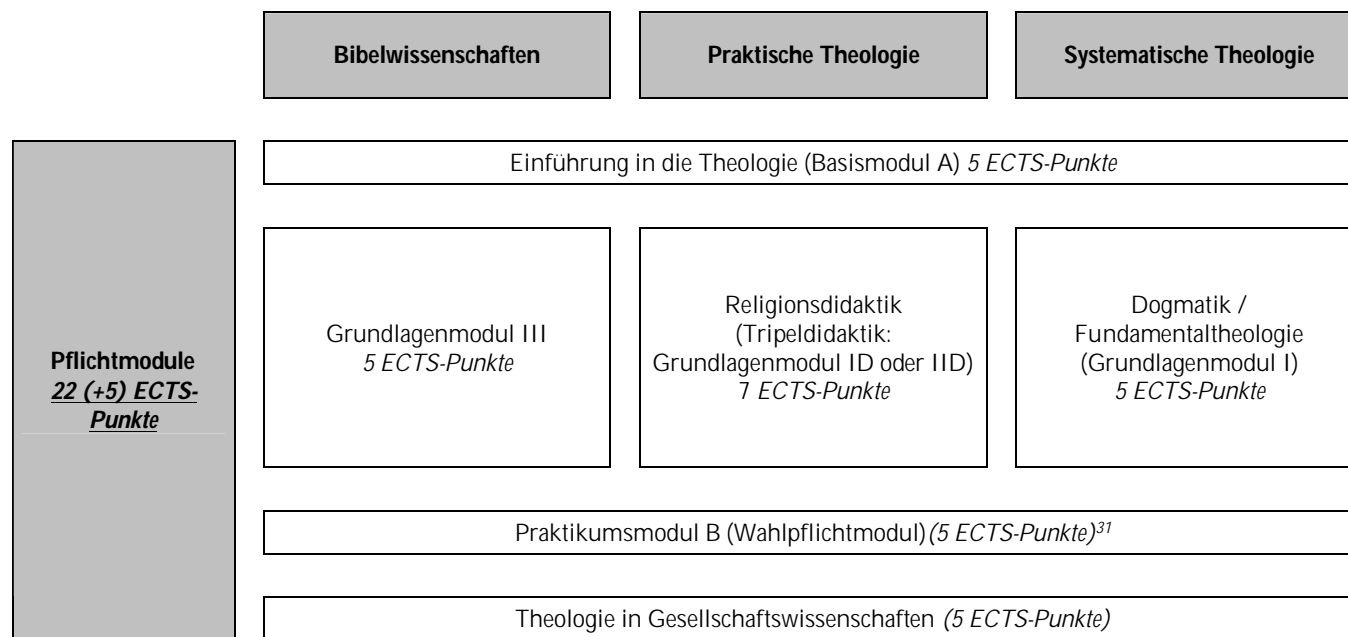 Bibelwissenschaften
Praktische Theologie
Systematische Theologie
Einführung in die Theologie (Basismodul A) 5 ECTS-Punkte
Pflichtmodule
22 (+5) ECTS-
Punkte
Grundlagenmodul III
5 ECTS-Punkte
Religionsdidaktik
(Tripeldidaktik:
Grundlagenmodul ID oder IID)
7 ECTS-Punkte
Dogmatik /
Fundamentaltheologie
(Grundlagenmodul I)
5 ECTS-Punkte
Praktikumsmodul B (Wahlpflichtmodul) (5 ECTS-Punkte)31
Theologie in Gesellschaftswissenschaften (5 ECTS-Punkte)